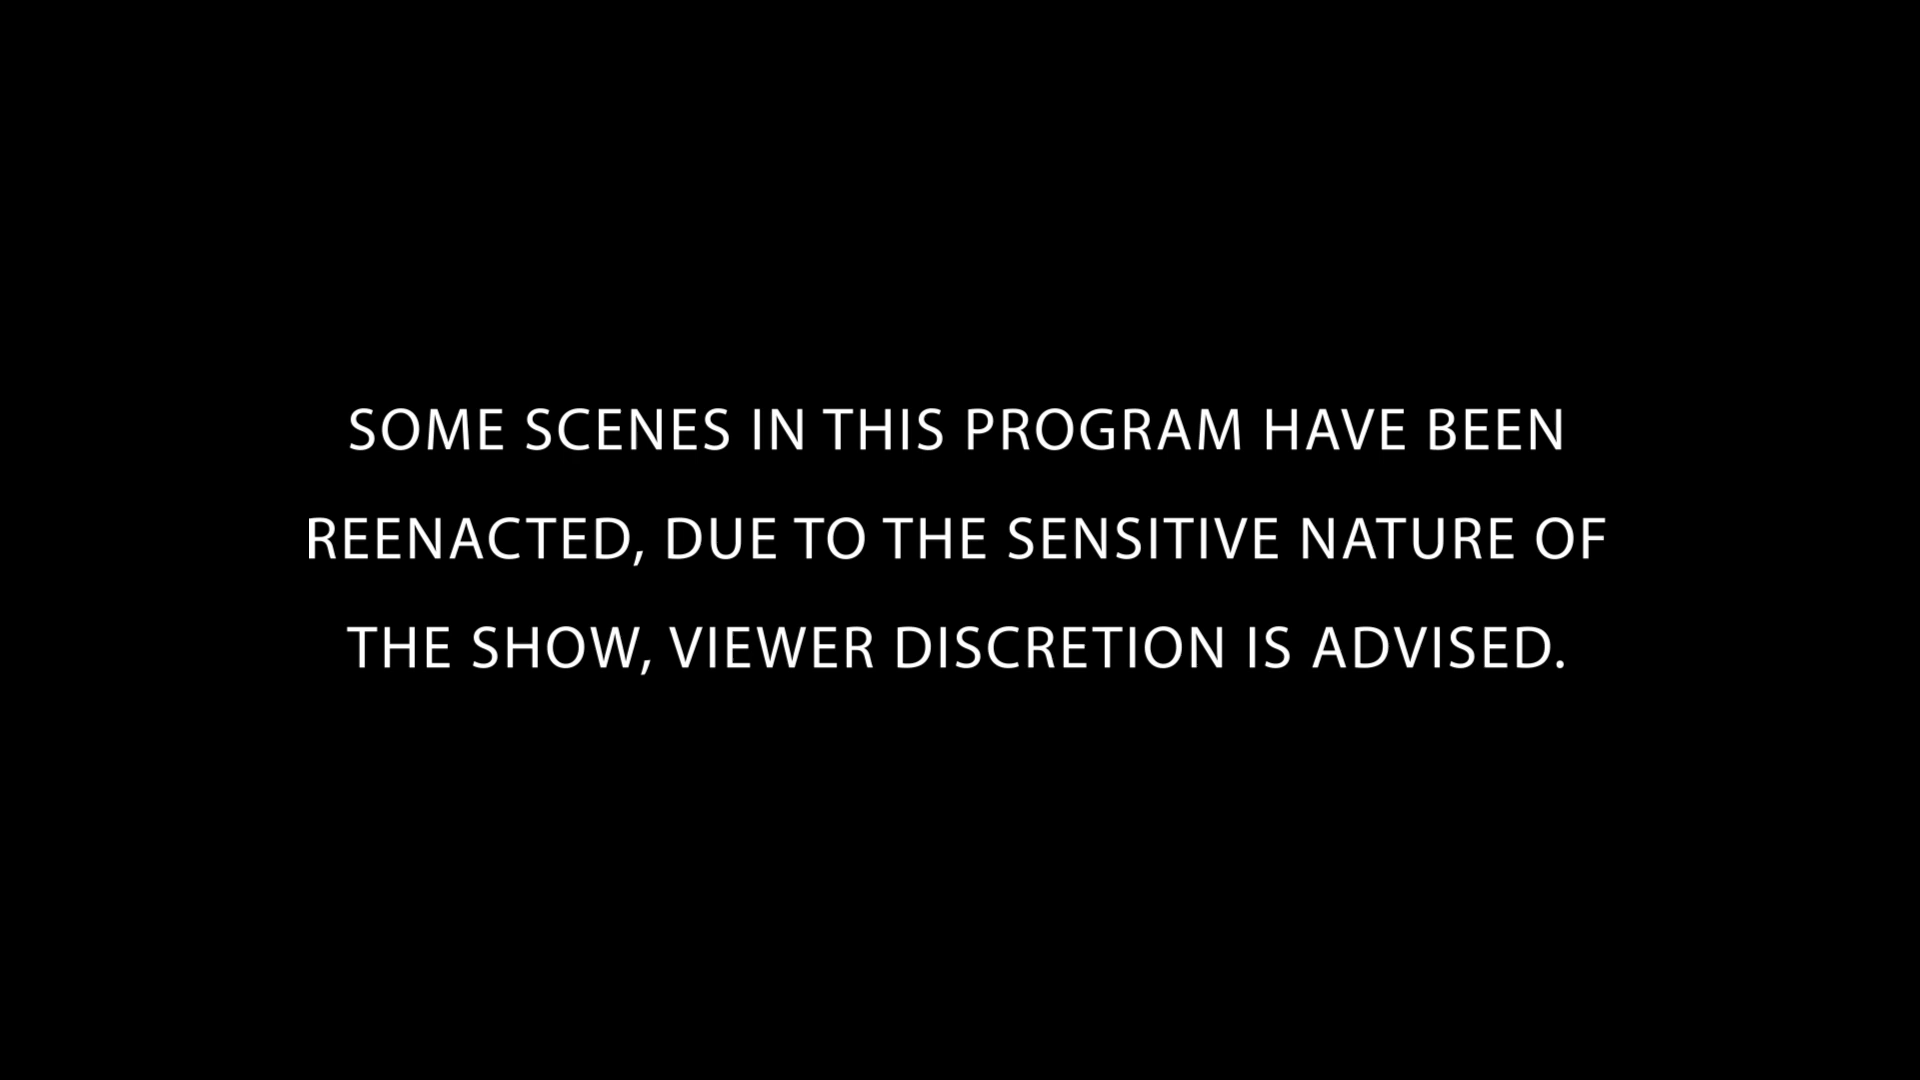 SOME SCENES IN THIS PROGRAM HAVE BEEN
REENACTED, DUE TO THE SENSITIVE NATURE OF
THE SHOW, VIEWER DISCRETION IS ADVISED.